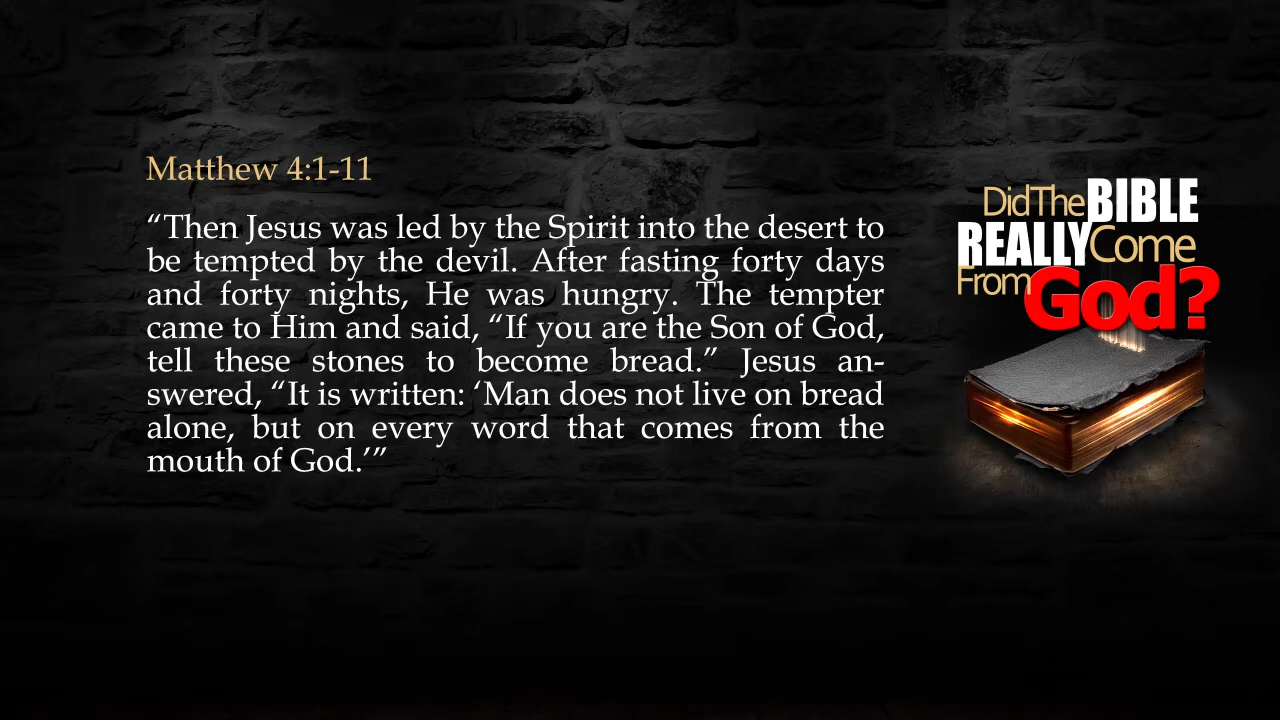 Matthew 4:1-11
“Then Jesus was led by the Spirit into the desert to
be tempted by the devil. After fasting forty days
and forty nights, He was hungry. The tempter
came to Him and said, “If you are the Son of God,
tell these stones to become bread.” Jesus an-
swered, “It is written: ‘Man does not live on bread
alone, but on every word that comes from the
mouth of God.’”
DidThe BIBLE
REALLY Come
From God?